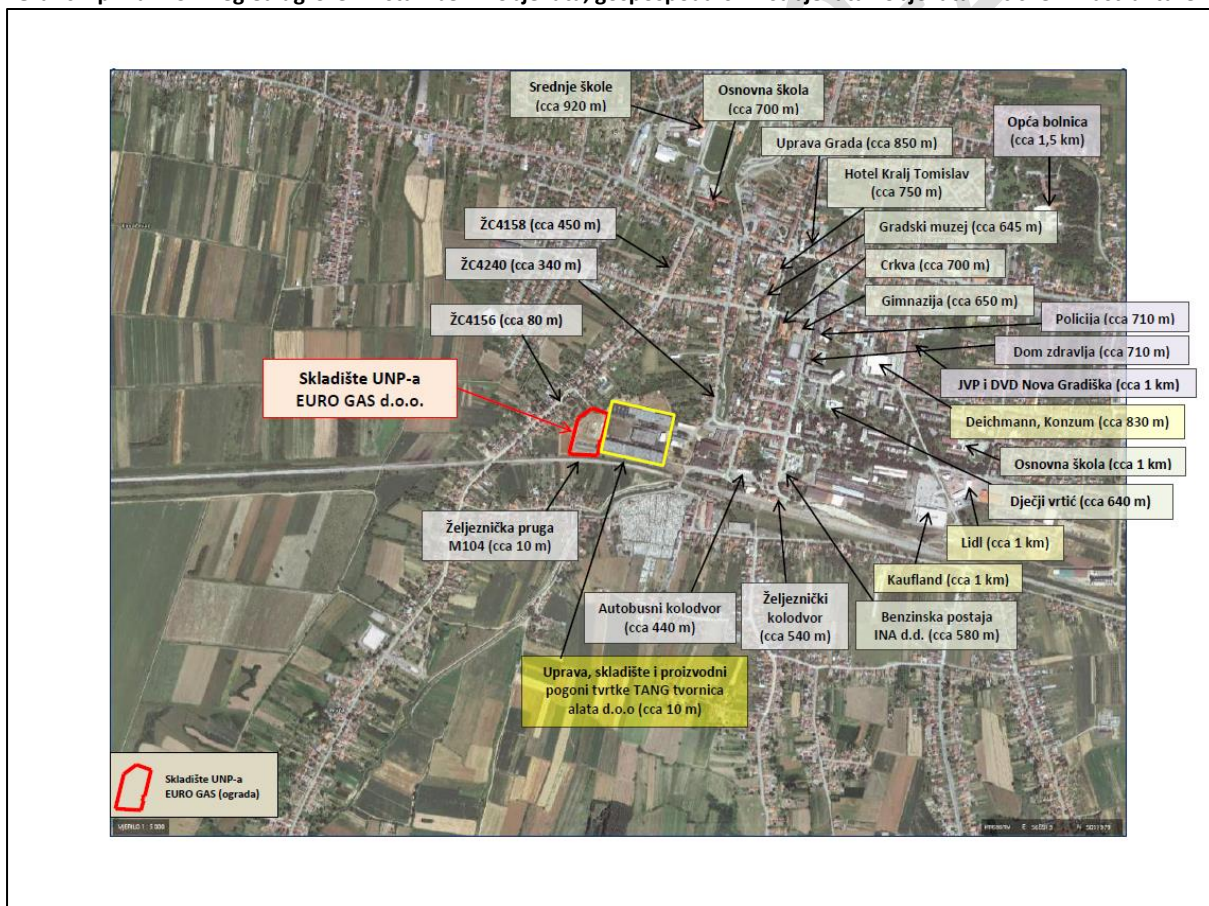 Srednje škole
(cca 920 m)
Osnovna škola
(cca 700 m)
Uprava Grada (cca 850 m)
Opća bolnica
(cca 1,5 km)
Hotel Kralj Tomislav
(cca 750 m)
ŽC4158 (cca 450 m)
Gradski muzej (cca 645 m)
ŽC4240 (cca 340 m)
Crkva (cca 700 m)
Gimnazija (cca 650 m)
ŽC4156 (cca 80 m)
Policija (cca 710 m)
Dom zdravlja (cca 710 m)
Skladište UNP-a
EURO GAS d.o.o.
JVP i DVD Nova Gradiška (cca 1 km)
Deichmann, Konzum (cca 830 m)
Osnovna škola (cca 1 km)
Dječji vrtić (cca 640 m)
Željeznička pruga
M104 (cca 10 m)
Lidl (cca 1 km)
Kaufland (cca 1 km)
Autobusni kolodvor
(cca 440 m)
Željeznički
kolodvor
(cca 540 m)
Benzinska postaja
INA d.d. (cca 580 m)
Uprava, skladište i proizvodni
pogoni tvrtke TANG tvornica
alata d.o.o (cca 10 m)
Skladište UNP-a
EURO GAS (ograda)
MJERILO 1 : 5 000